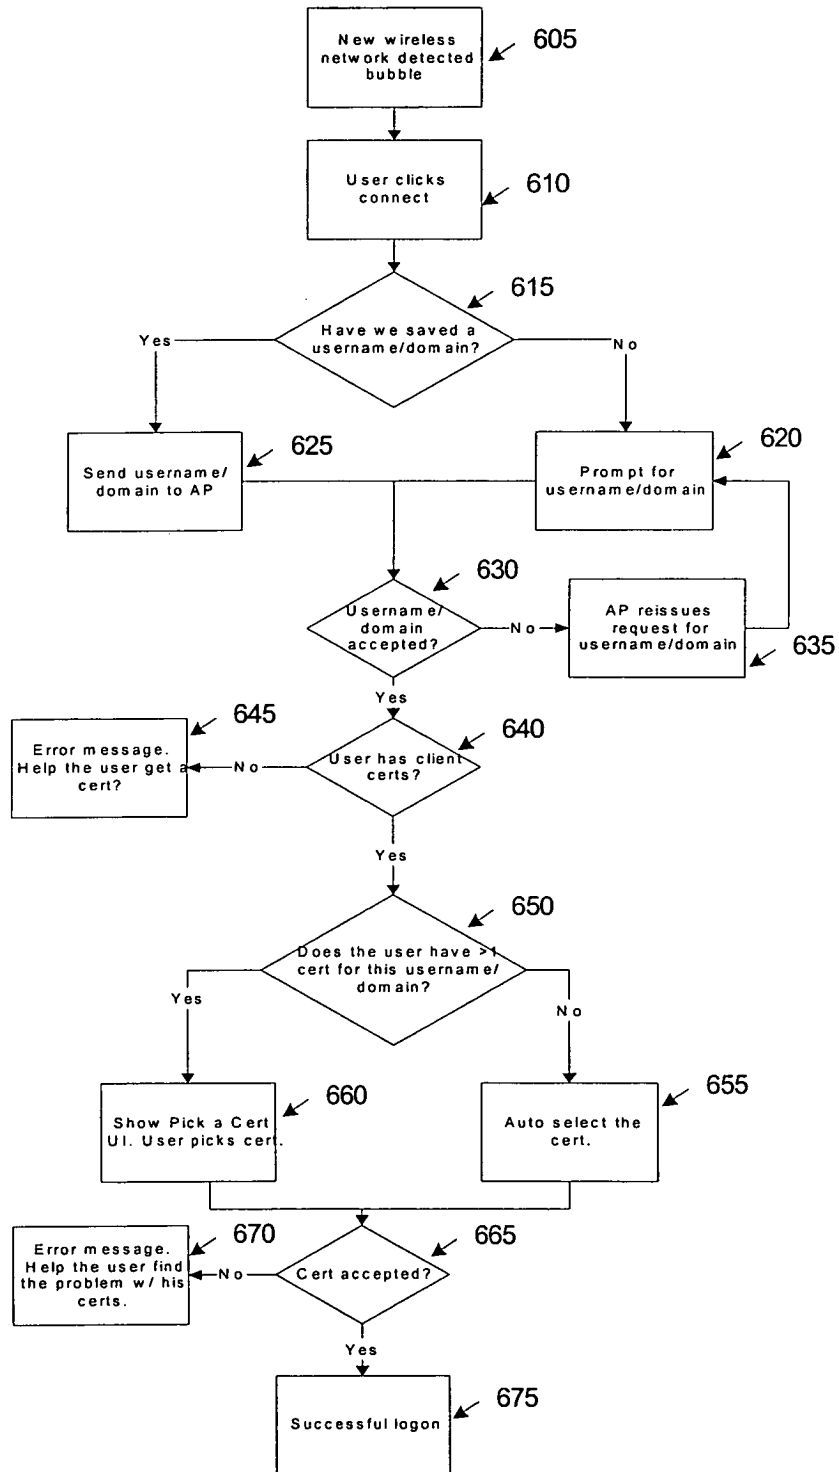 New wireless
network detected
bubble
605
User clicks
connect
610
615
Have we saved a
username/domain?
Yes
No
625
Send username/
domain to AP
620
Prompt for
username/domain
630
Username/
domain
accepted?
No
AP reissues
request for
username/domain
635
Yes
645
Error message.
Help the user get a
cert?
No
640
User has client
certs?
Yes
650
Does the user have >1
cert for this username/
domain?
Yes
No
660
Show Pick a Cert
UI. User picks cert.
655
Auto select the
cert.
670
Error message.
Help the user find
the problem w/ his
certs.
No
665
Cert accepted?
Yes
675
Successful logon